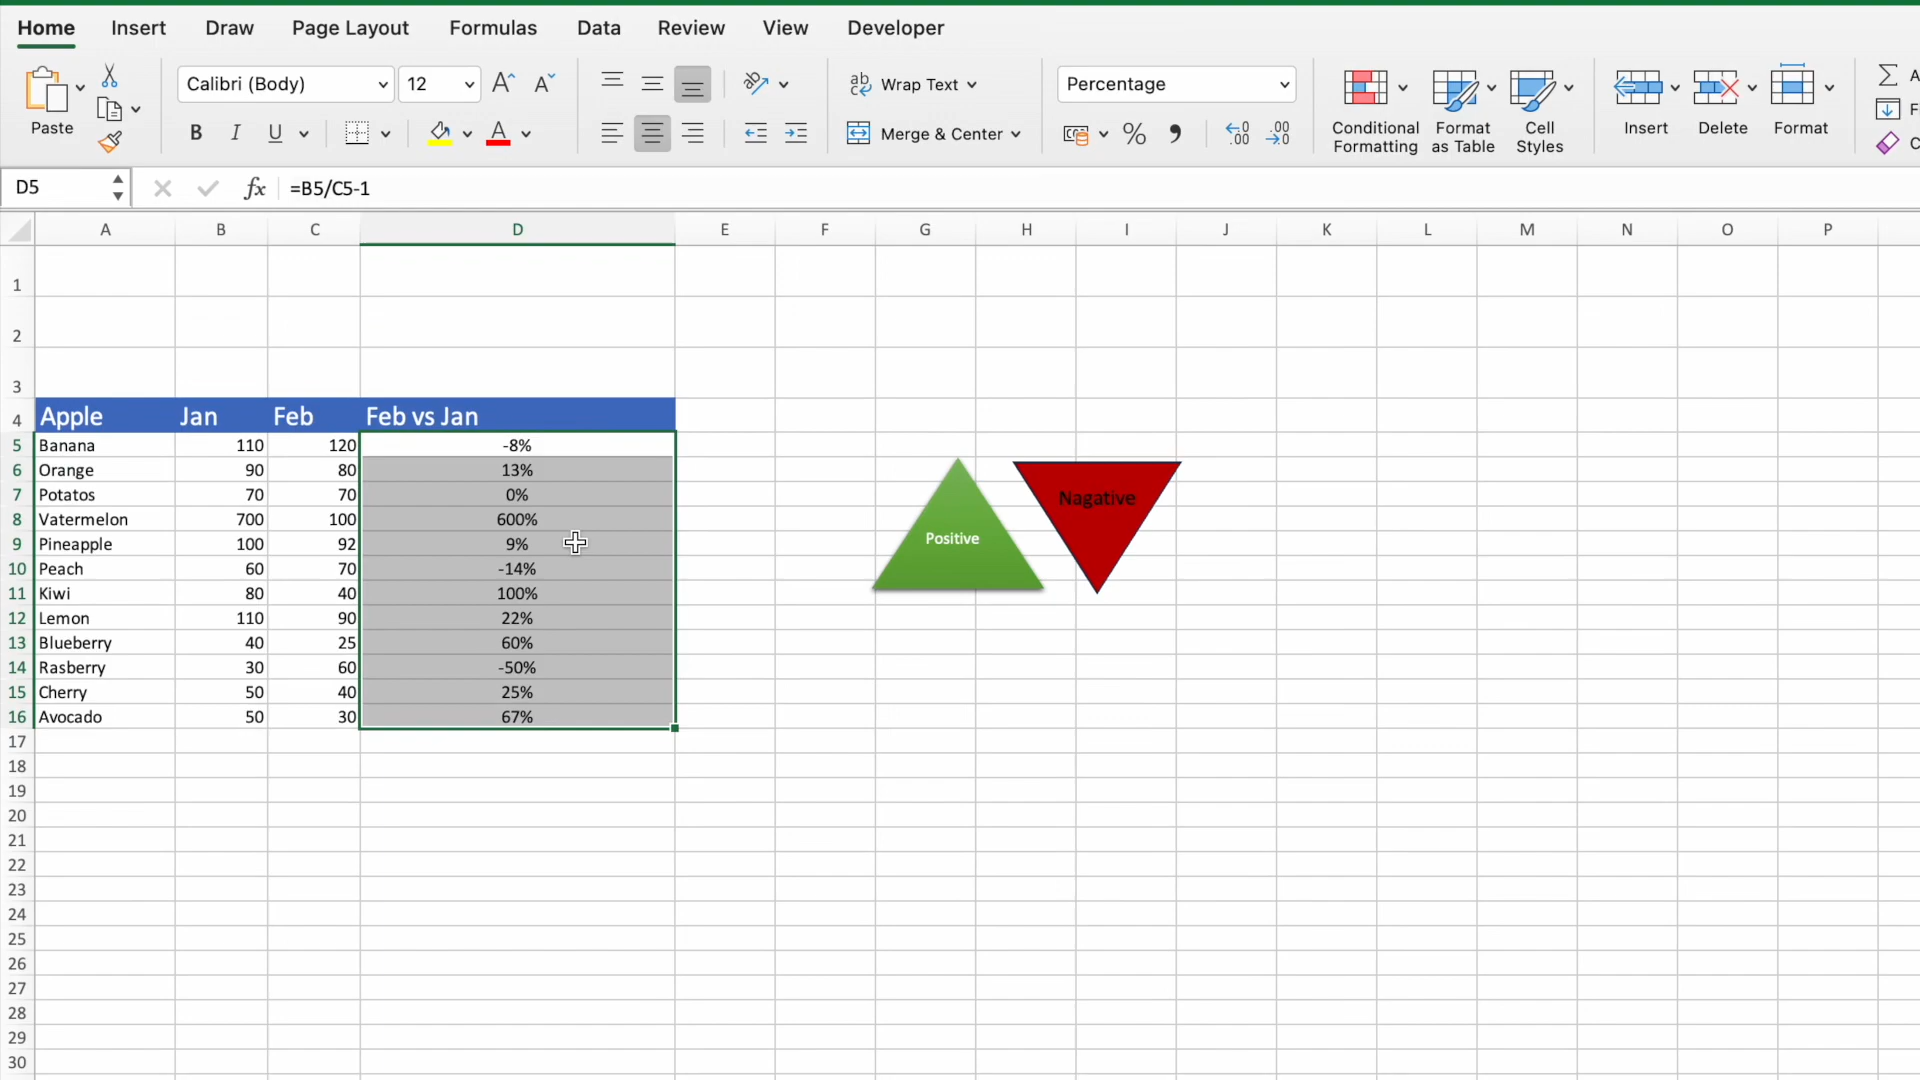 Home Insert Draw Page Layout Formulas Data Review View Developer
Calibri (Body) 12 ab Wrap Text Percentage
Paste B I U A Merge & Center % Conditional Formatting Format as Table Cell Styles Insert Delete Format
D5 fx =B5/C5-1
A B C D E F G H I J K L M N O P
1
2
3
4 Apple Jan Feb Feb vs Jan
5 Banana 110 120 -8%
6 Orange 90 80 13%
7 Potatos 70 70 0% Nagative
8 Vatermelon 700 100 600%
9 Pineapple 100 92 9% Positive
10 Peach 60 70 -14%
11 Kiwi 80 40 100%
12 Lemon 110 90 22%
13 Blueberry 40 25 60%
14 Rasberry 30 60 -50%
15 Cherry 50 40 25%
16 Avocado 50 30 67%
17
18
19
20
21
22
23
24
25
26
27
28
29
30